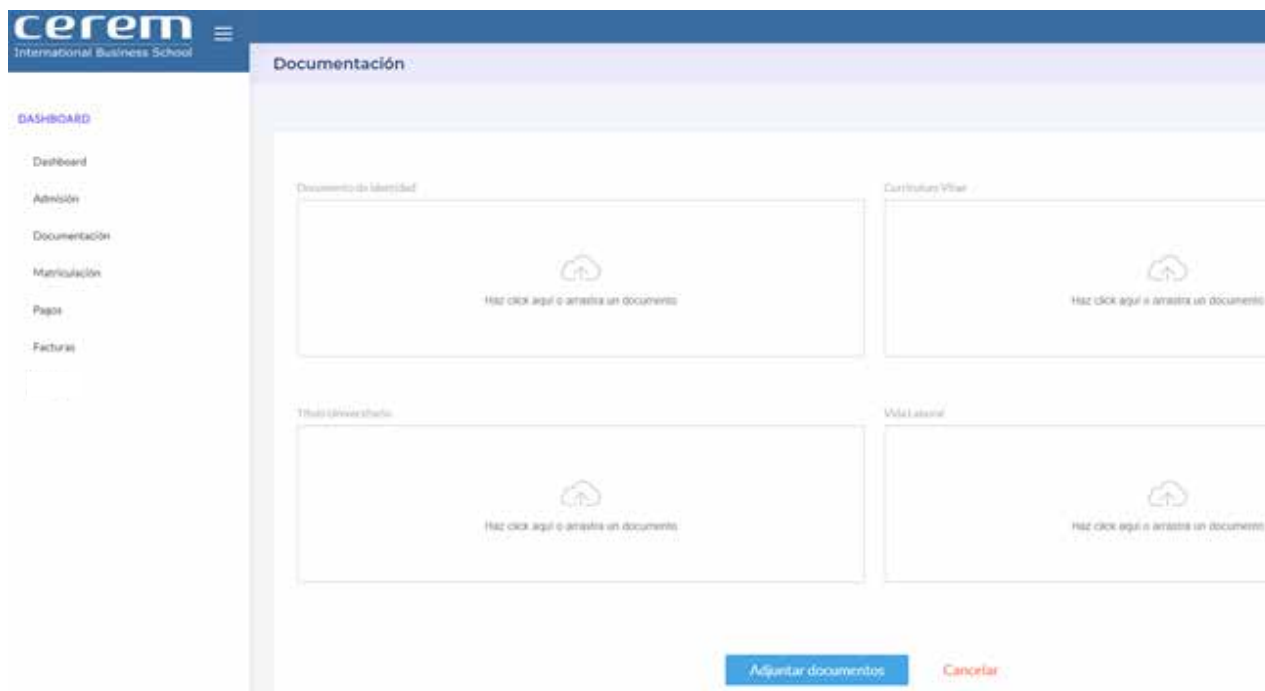 cerem
International Business School
Documentación
DASHBOARD
Dashboard
Admisión
Documentación
Matriculación
Pagos
Facturas
Documento de Identidad
Curriculum Vitae
Haz click aquí o arrastra un documento
Haz click aquí o arrastra un documento
Título Universitario
Vida Laboral
Haz click aquí o arrastra un documento
Haz click aquí o arrastra un documento
Adjuntar documentos
Cancelar